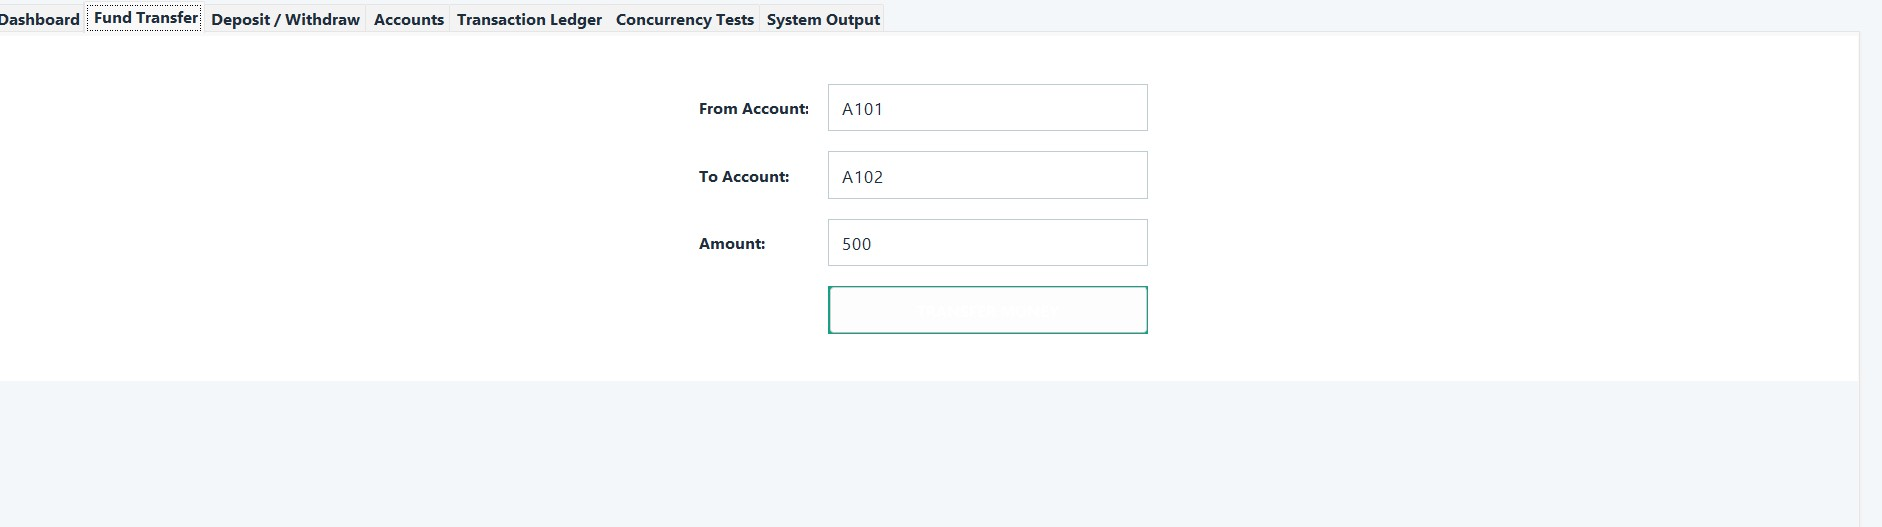 Dashboard Fund Transfer Deposit / Withdraw Accounts Transaction Ledger Concurrency Tests System Output
From Account: A101
To Account: A102
Amount: 500